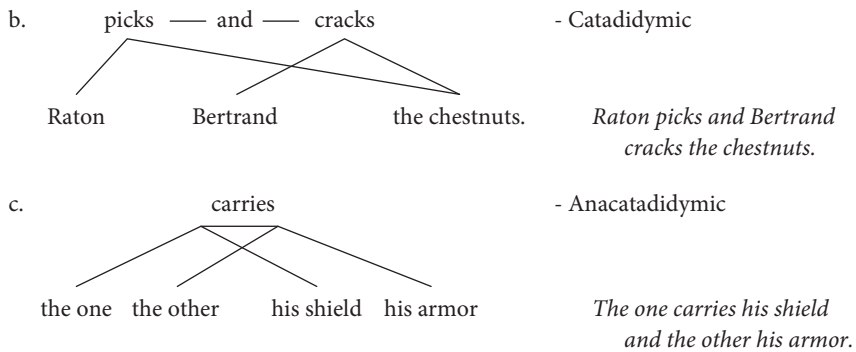 b. picks and cracks - Catadidymic
Raton Bertrand the chestnuts. Raton picks and Bertrand
cracks the chestnuts.
c. carries - Anacatadidymic
the one the other his shield his armor The one carries his shield
and the other his armor.